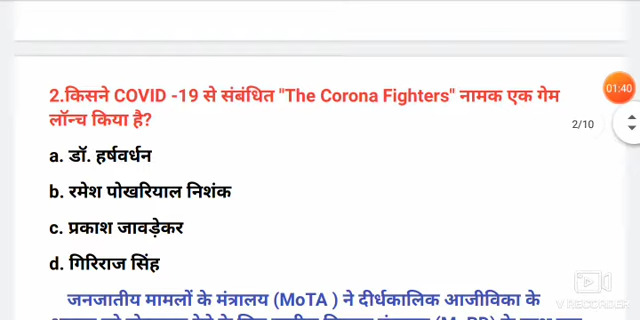 2.किसने COVID -19 से संबंधित "The Corona Fighters" नामक एक गेम
लॉन्च किया है?
a. डॉ. हर्षवर्धन
b. रमेश पोखरियाल निशंक
c. प्रकाश जावड़ेकर
d. गिरिराज सिंह
जनजातीय मामलों के मंत्रालय (MoTA ) ने दीर्घकालिक आजीविका के
01:40
2/10
V RECORDER